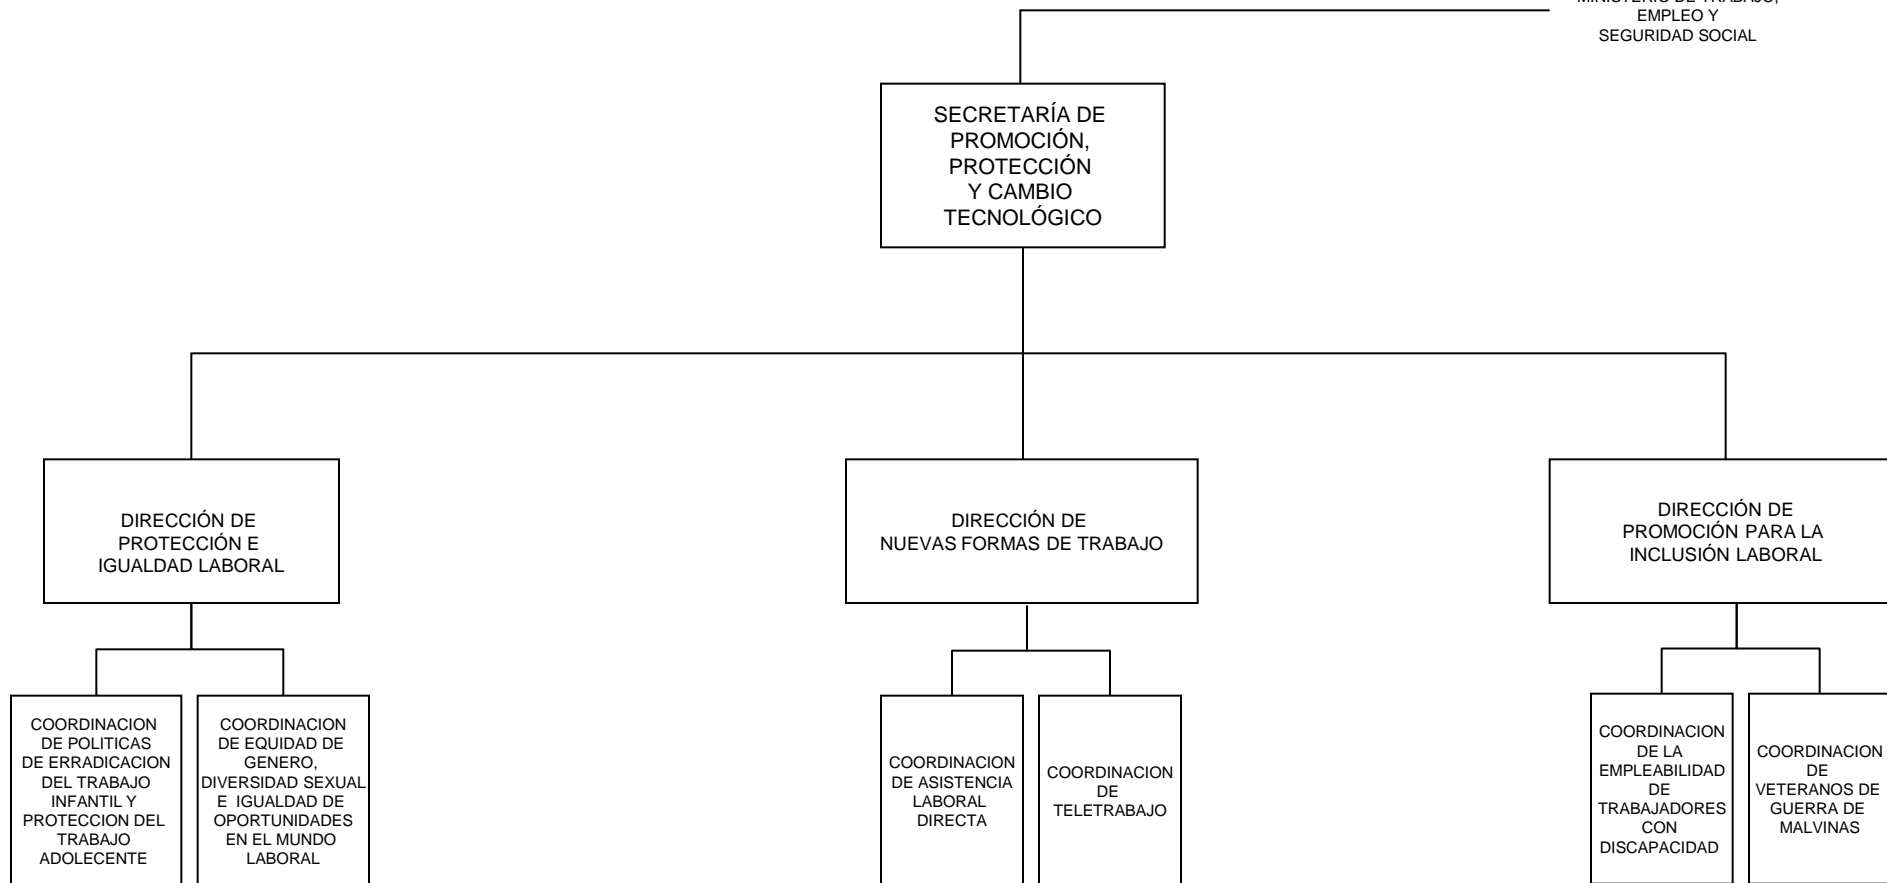 MINISTERIO DE TRABAJO,
EMPLEO Y
SEGURIDAD SOCIAL
SECRETARÍA DE
PROMOCIÓN,
PROTECCIÓN
Y CAMBIO
TECNOLÓGICO
DIRECCIÓN DE
PROTECCIÓN E
IGUALDAD LABORAL
DIRECCIÓN DE
NUEVAS FORMAS DE TRABAJO
DIRECCIÓN DE
PROMOCIÓN PARA LA
INCLUSIÓN LABORAL
COORDINACION
DE POLITICAS
DE ERRADICACION
DEL TRABAJO
INFANTIL Y
PROTECCION DEL
TRABAJO
ADOLECENTE
COORDINACION
DE EQUIDAD DE
GENERO,
DIVERSIDAD SEXUAL
E IGUALDAD DE
OPORTUNIDADES
EN EL MUNDO
LABORAL
COORDINACION
DE ASISTENCIA
LABORAL
DIRECTA
COORDINACION
DE
TELETRABAJO
COORDINACION
DE LA
EMPLEABILIDAD
DE
TRABAJADORES
CON
DISCAPACIDAD
COORDINACION
DE
VETERANOS DE
GUERRA DE
MALVINAS